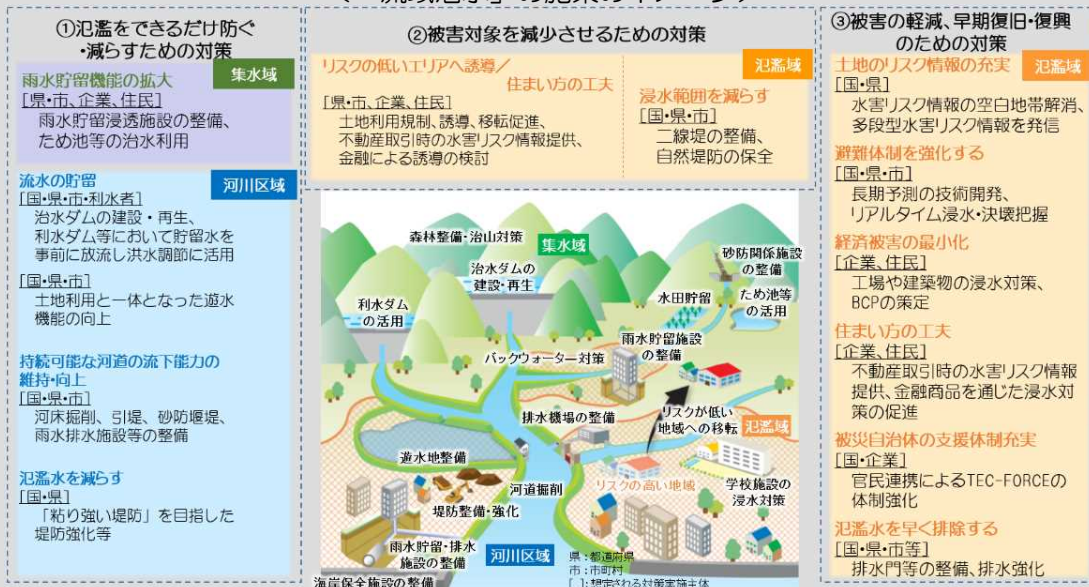 ①氾濫をできるだけ防ぐ
・減らすための対策
雨水貯留機能の拡大
集水域
[県・市、企業、住民]
雨水貯留浸透施設の整備、
ため池等の治水利用
流水の貯留
河川区域
[国・県・市・利水者]
治水ダムの建設・再生、
利水ダム等において貯留水を
事前に放流し洪水調節に活用
[国・県・市]
土地利用と一体となった遊水
機能の向上
持続可能な河道の流下能力の
維持・向上
[国・県・市]
河床掘削、引堤、砂防堰堤、
雨水排水施設等の整備
氾濫水を減らす
[国・県]
「粘り強い堤防」を目指した
堤防強化等
②被害対象を減少させるための対策
リスクの低いエリアへ誘導/
住まい方の工夫
氾濫域
[県・市、企業、住民]
土地利用規制、誘導、移転促進、
不動産取引時の水害リスク情報提供、
金融による誘導の検討
浸水範囲を減らす
[国・県・市]
二線堤の整備、
自然堤防の保全
森林整備・治山対策
集水域
治水ダムの
建設・再生
砂防関係施設
の整備
利水ダム
の活用
水田貯留
ため池等
の活用
雨水貯留施設
の整備
バックウォーター対策
排水機場の整備
リスクが低い
地域への移転
氾濫域
遊水地整備
河道掘削
リスクの高い地域
学校施設の
浸水対策
堤防整備・強化
雨水貯留・排水
施設の整備
河川区域
海岸保全施設の整備
県:都道府県
市:市町村
[ ]:想定される対策実施主体
③被害の軽減、早期復旧・復興
のための対策
土地のリスク情報の充実
氾濫域
[国・県]
水害リスク情報の空白地帯解消、
多段型水害リスク情報を発信
避難体制を強化する
[国・県・市]
長期予測の技術開発、
リアルタイム浸水・決壊把握
経済被害の最小化
[企業、住民]
工場や建築物の浸水対策、
BCPの策定
住まい方の工夫
[企業、住民]
不動産取引時の水害リスク情報
提供、金融商品を通じた浸水対
策の促進
被災自治体の支援体制充実
[国・企業]
官民連携によるTEC-FORCEの
体制強化
氾濫水を早く排除する
[国・県・市等]
排水門等の整備、排水強化